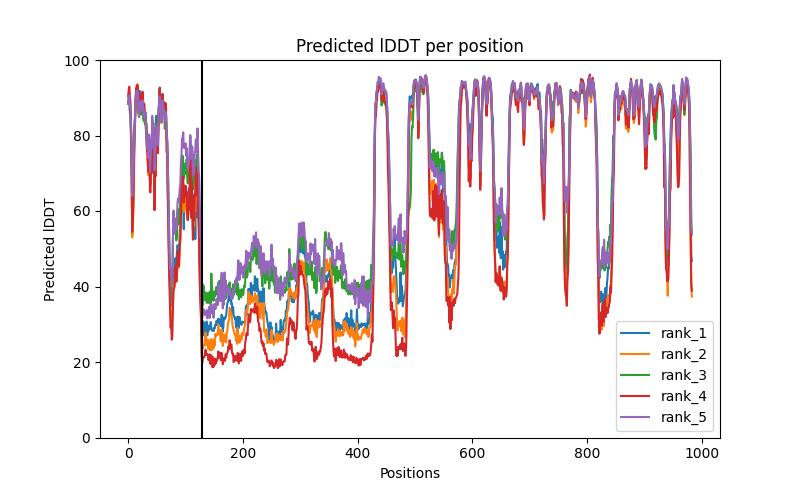 Predicted lDDT per position
Predicted lDDT
100
80
60
40
20
0
0 200 400 600 800 1000
Positions
rank_1
rank_2
rank_3
rank_4
rank_5